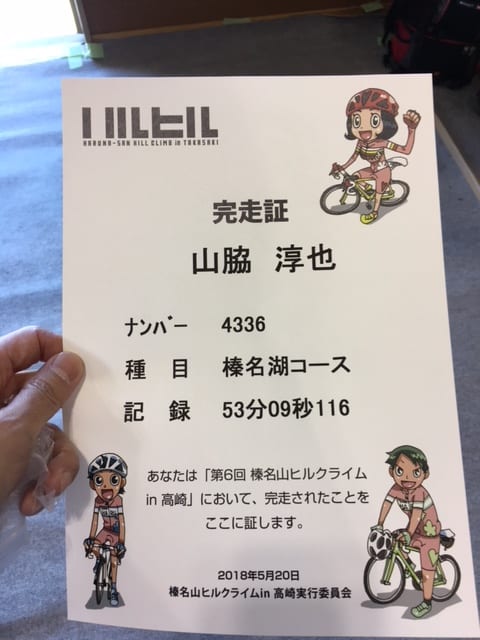 ハルヒル
HARUNA-SAN HILL CLIMB in TAKASAKI
完走証
山脇 淳也
ﾅﾝﾊﾞｰ 4336
種 目 榛名湖コース
記 録 53分09秒116
あなたは「第6回 榛名山ヒルクライム
in 高崎」において、完走されたことを
ここに証します。
2018年5月20日
榛名山ヒルクライムin 高崎実行委員会